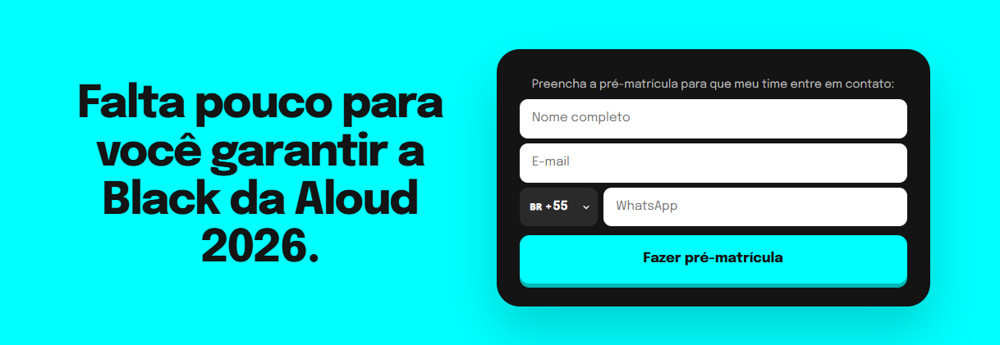 Falta pouco para
você garantir a
Black da Aloud
2026.
Preencha a pré-matrícula para que meu time entre em contato:
Nome completo
E-mail
BR +55
WhatsApp
Fazer pré-matrícula